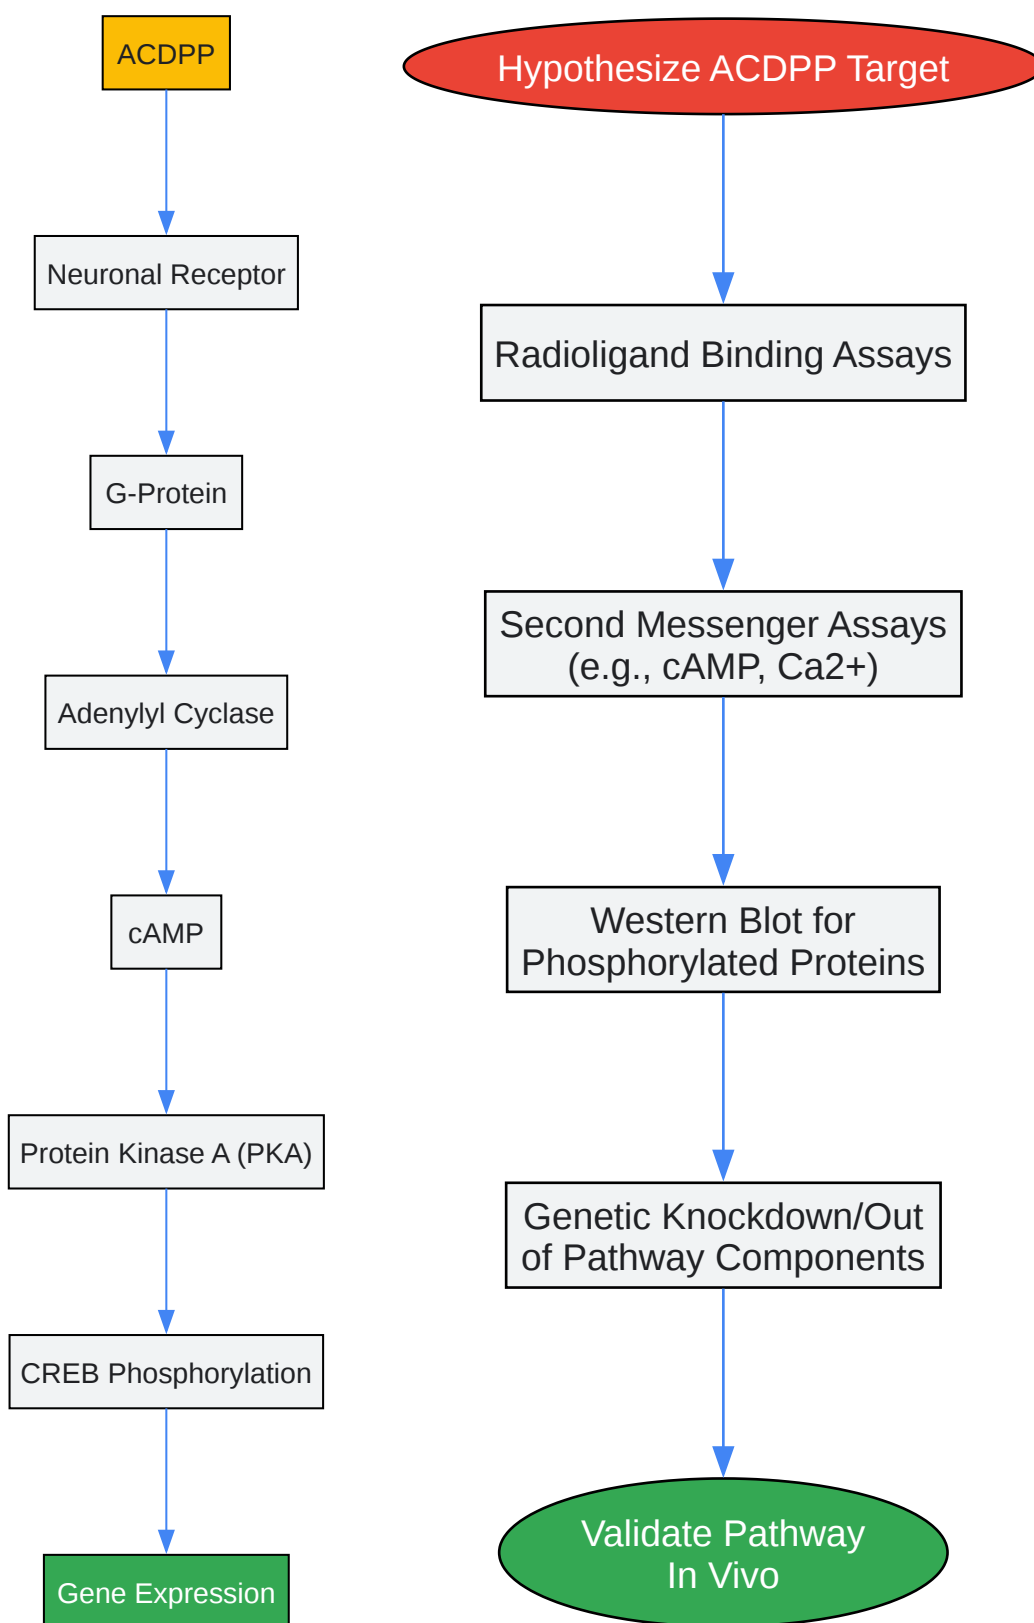 ACDPP
Neuronal Receptor
G-Protein
Adenylyl Cyclase
cAMP
Protein Kinase A (PKA)
CREB Phosphorylation
Gene Expression
Hypothesize ACDPP Target
Radioligand Binding Assays
Second Messenger Assays
(e.g., cAMP, Ca2+)
Western Blot for
Phosphorylated Proteins
Genetic Knockdown/Out
of Pathway Components
Validate Pathway
In Vivo